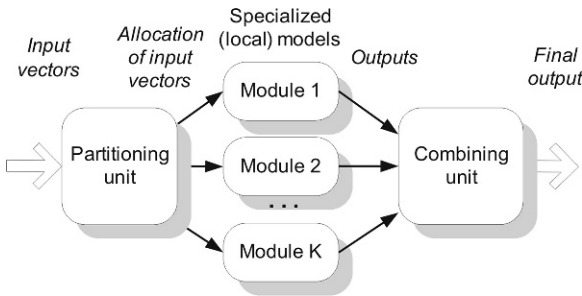 Input
vectors
Allocation
of input
vectors
Specialized
(local) models
Outputs
Final
output
Partitioning
unit
Module 1
Module 2
...
Module K
Combining
unit